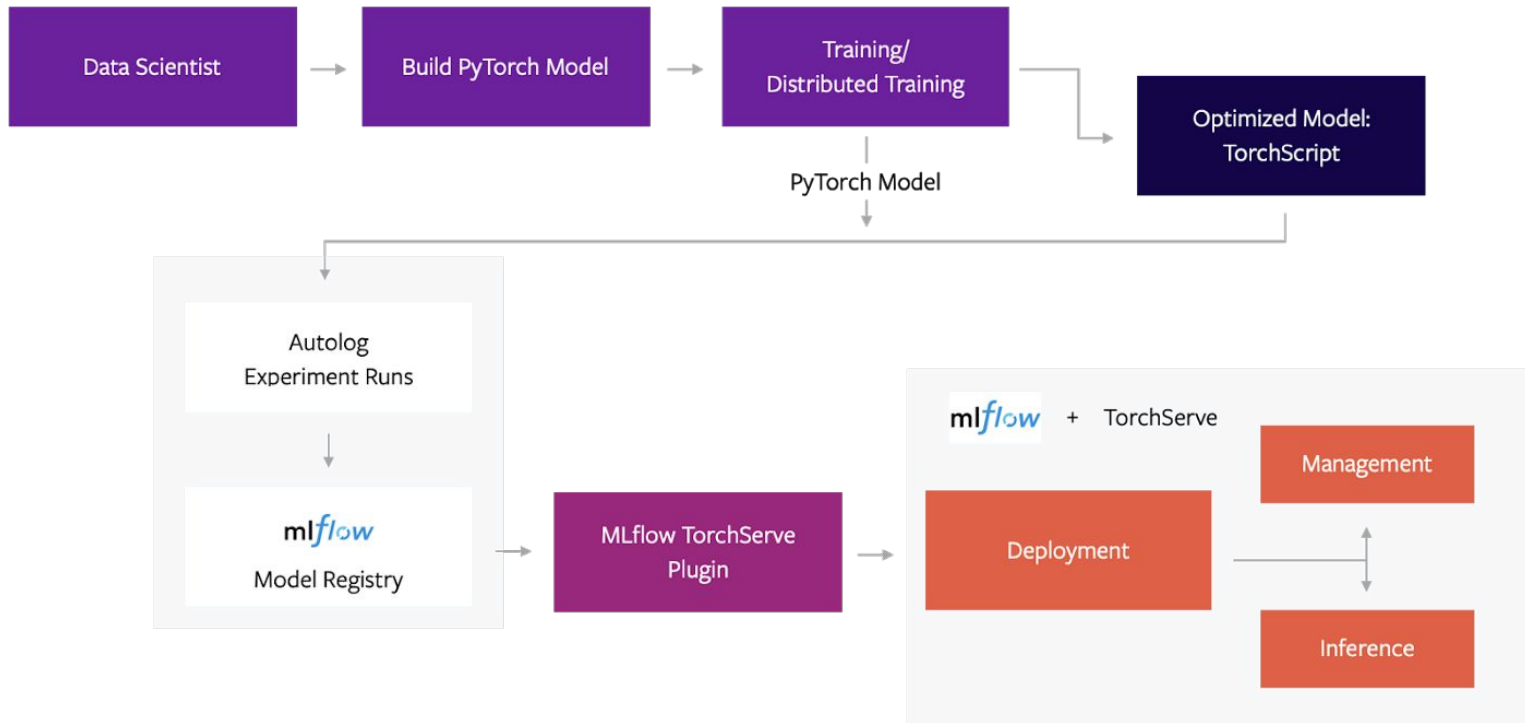 Data Scientist
Build PyTorch Model
Training/
Distributed Training
Optimized Model:
TorchScript
PyTorch Model
Autolog
Experiment Runs
mlflow
Model Registry
MLflow TorchServe
Plugin
mlflow + TorchServe
Deployment
Management
Inference